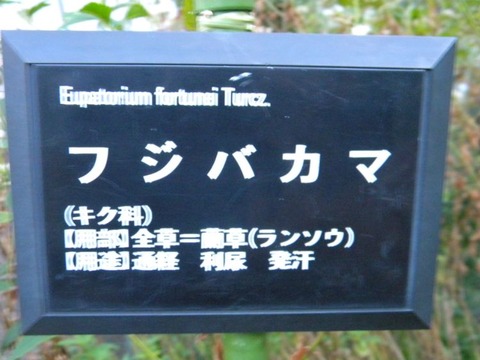 Eupatorium fortunei Turcz.
フジバカマ
(キク科)
【用部】全草=蘭草(ランソウ)
【用途】通経 利尿 発汗